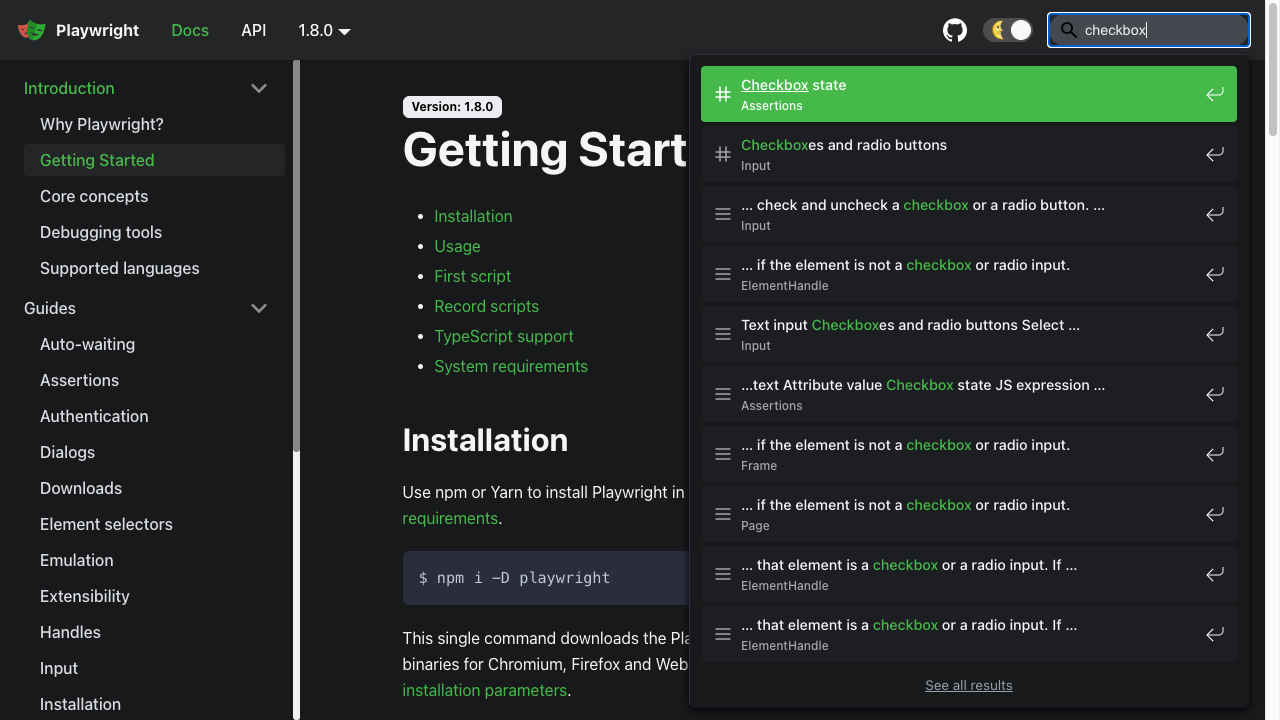 Playwright
Docs
API
1.8.0
checkbox
Introduction
Why Playwright?
Getting Started
Core concepts
Debugging tools
Supported languages
Guides
Auto-waiting
Assertions
Authentication
Dialogs
Downloads
Element selectors
Emulation
Extensibility
Handles
Input
Installation
Version: 1.8.0
Getting Start
Installation
Usage
First script
Record scripts
TypeScript support
System requirements
Installation
Use npm or Yarn to install Playwright in
requirements.
$ npm i -D playwright
This single command downloads the Pla
binaries for Chromium, Firefox and Web
installation parameters.
Checkbox state
Assertions
Checkboxes and radio buttons
Input
... check and uncheck a checkbox or a radio button. ...
Input
... if the element is not a checkbox or radio input.
ElementHandle
Text input Checkboxes and radio buttons Select ...
Input
...text Attribute value Checkbox state JS expression ...
Assertions
... if the element is not a checkbox or radio input.
Frame
... if the element is not a checkbox or radio input.
Page
... that element is a checkbox or a radio input. If ...
ElementHandle
... that element is a checkbox or a radio input. If ...
ElementHandle
See all results